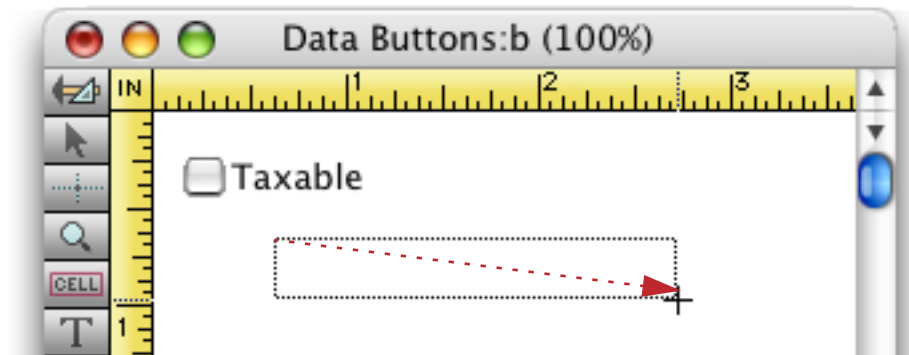 Data Buttons:b (100%)
IN 1 2 3
Taxable
CELL
T 1